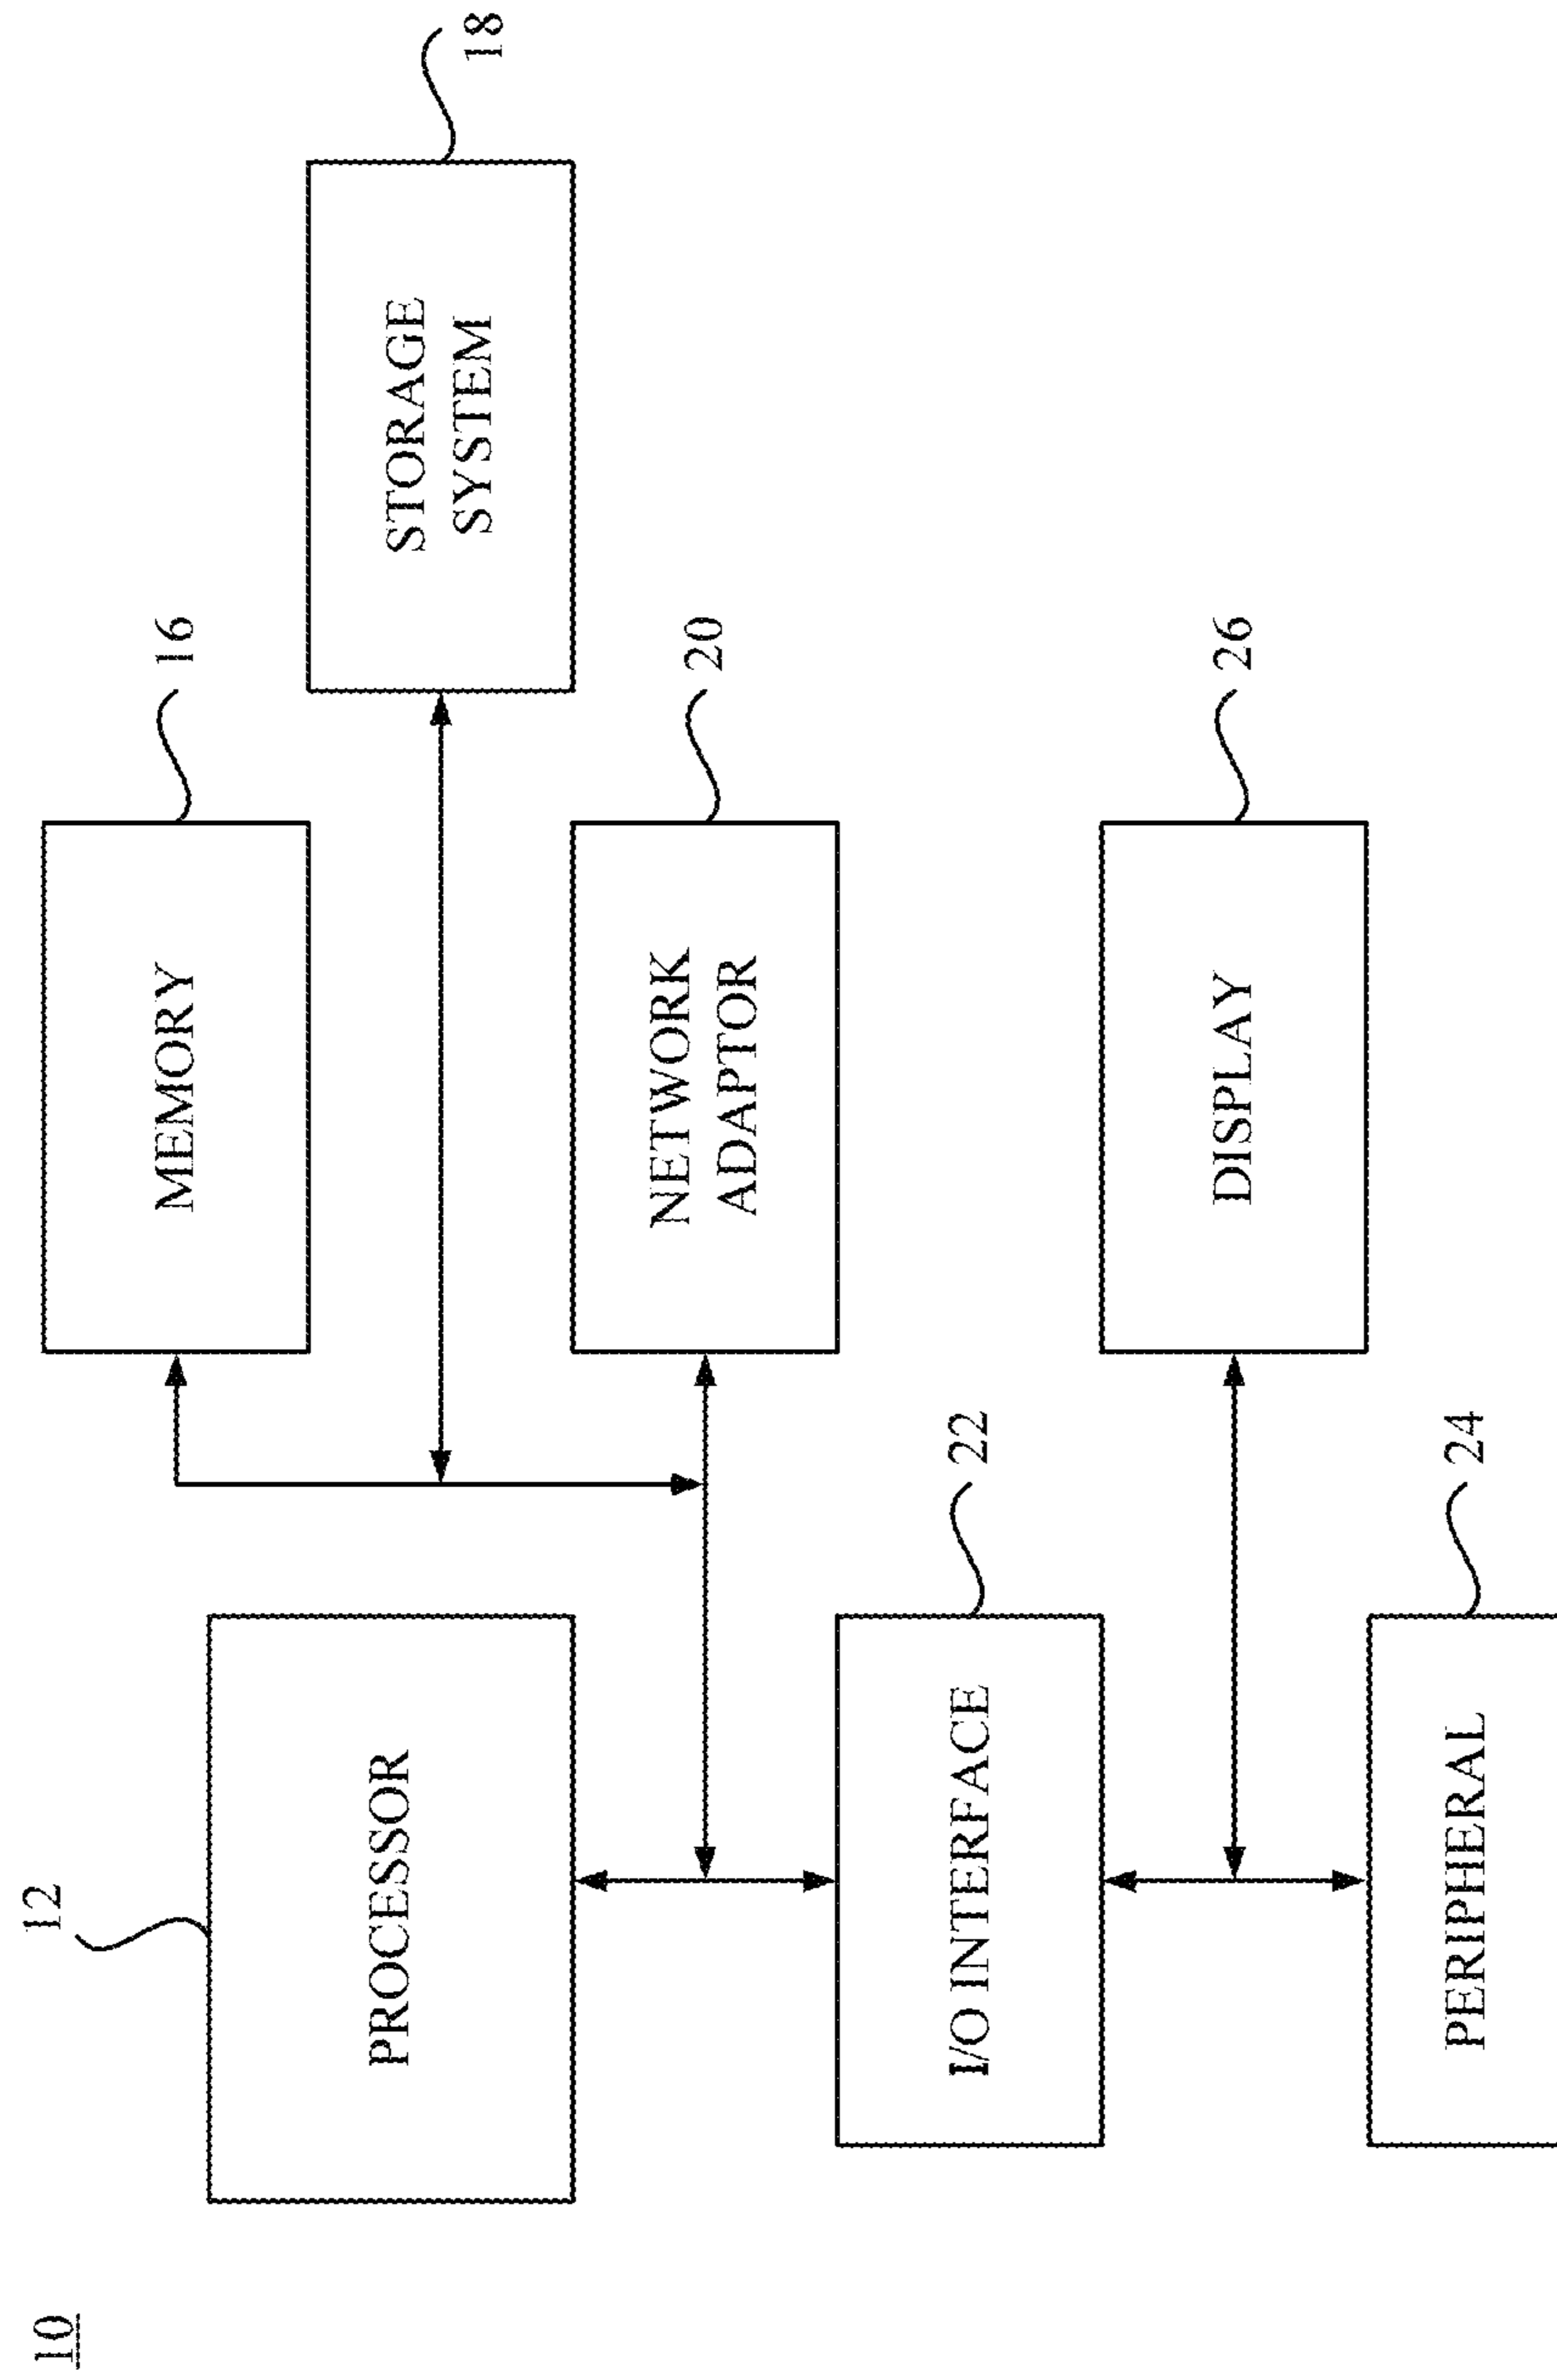 10
12
PROCESSOR
MEMORY
16
STORAGE
SYSTEM
18
NETWORK
ADAPTOR
20
I/O INTERFACE
22
DISPLAY
26
PERIPHERAL
24